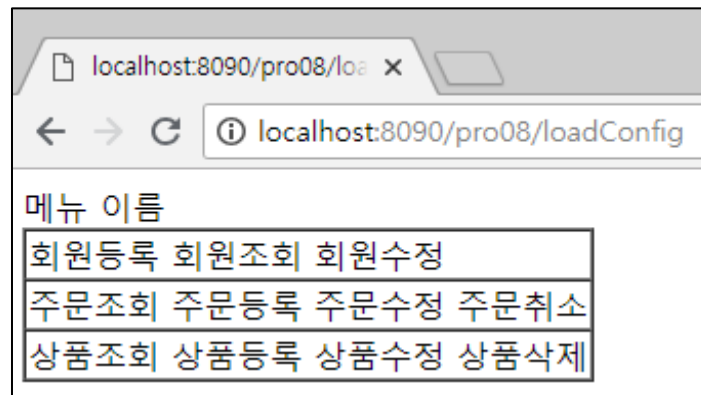 localhost:8090/pro08/loa
localhost:8090/pro08/loadConfig
메뉴 이름
회원등록 회원조회 회원수정
주문조회 주문등록 주문수정 주문취소
상품조회 상품등록 상품수정 상품삭제